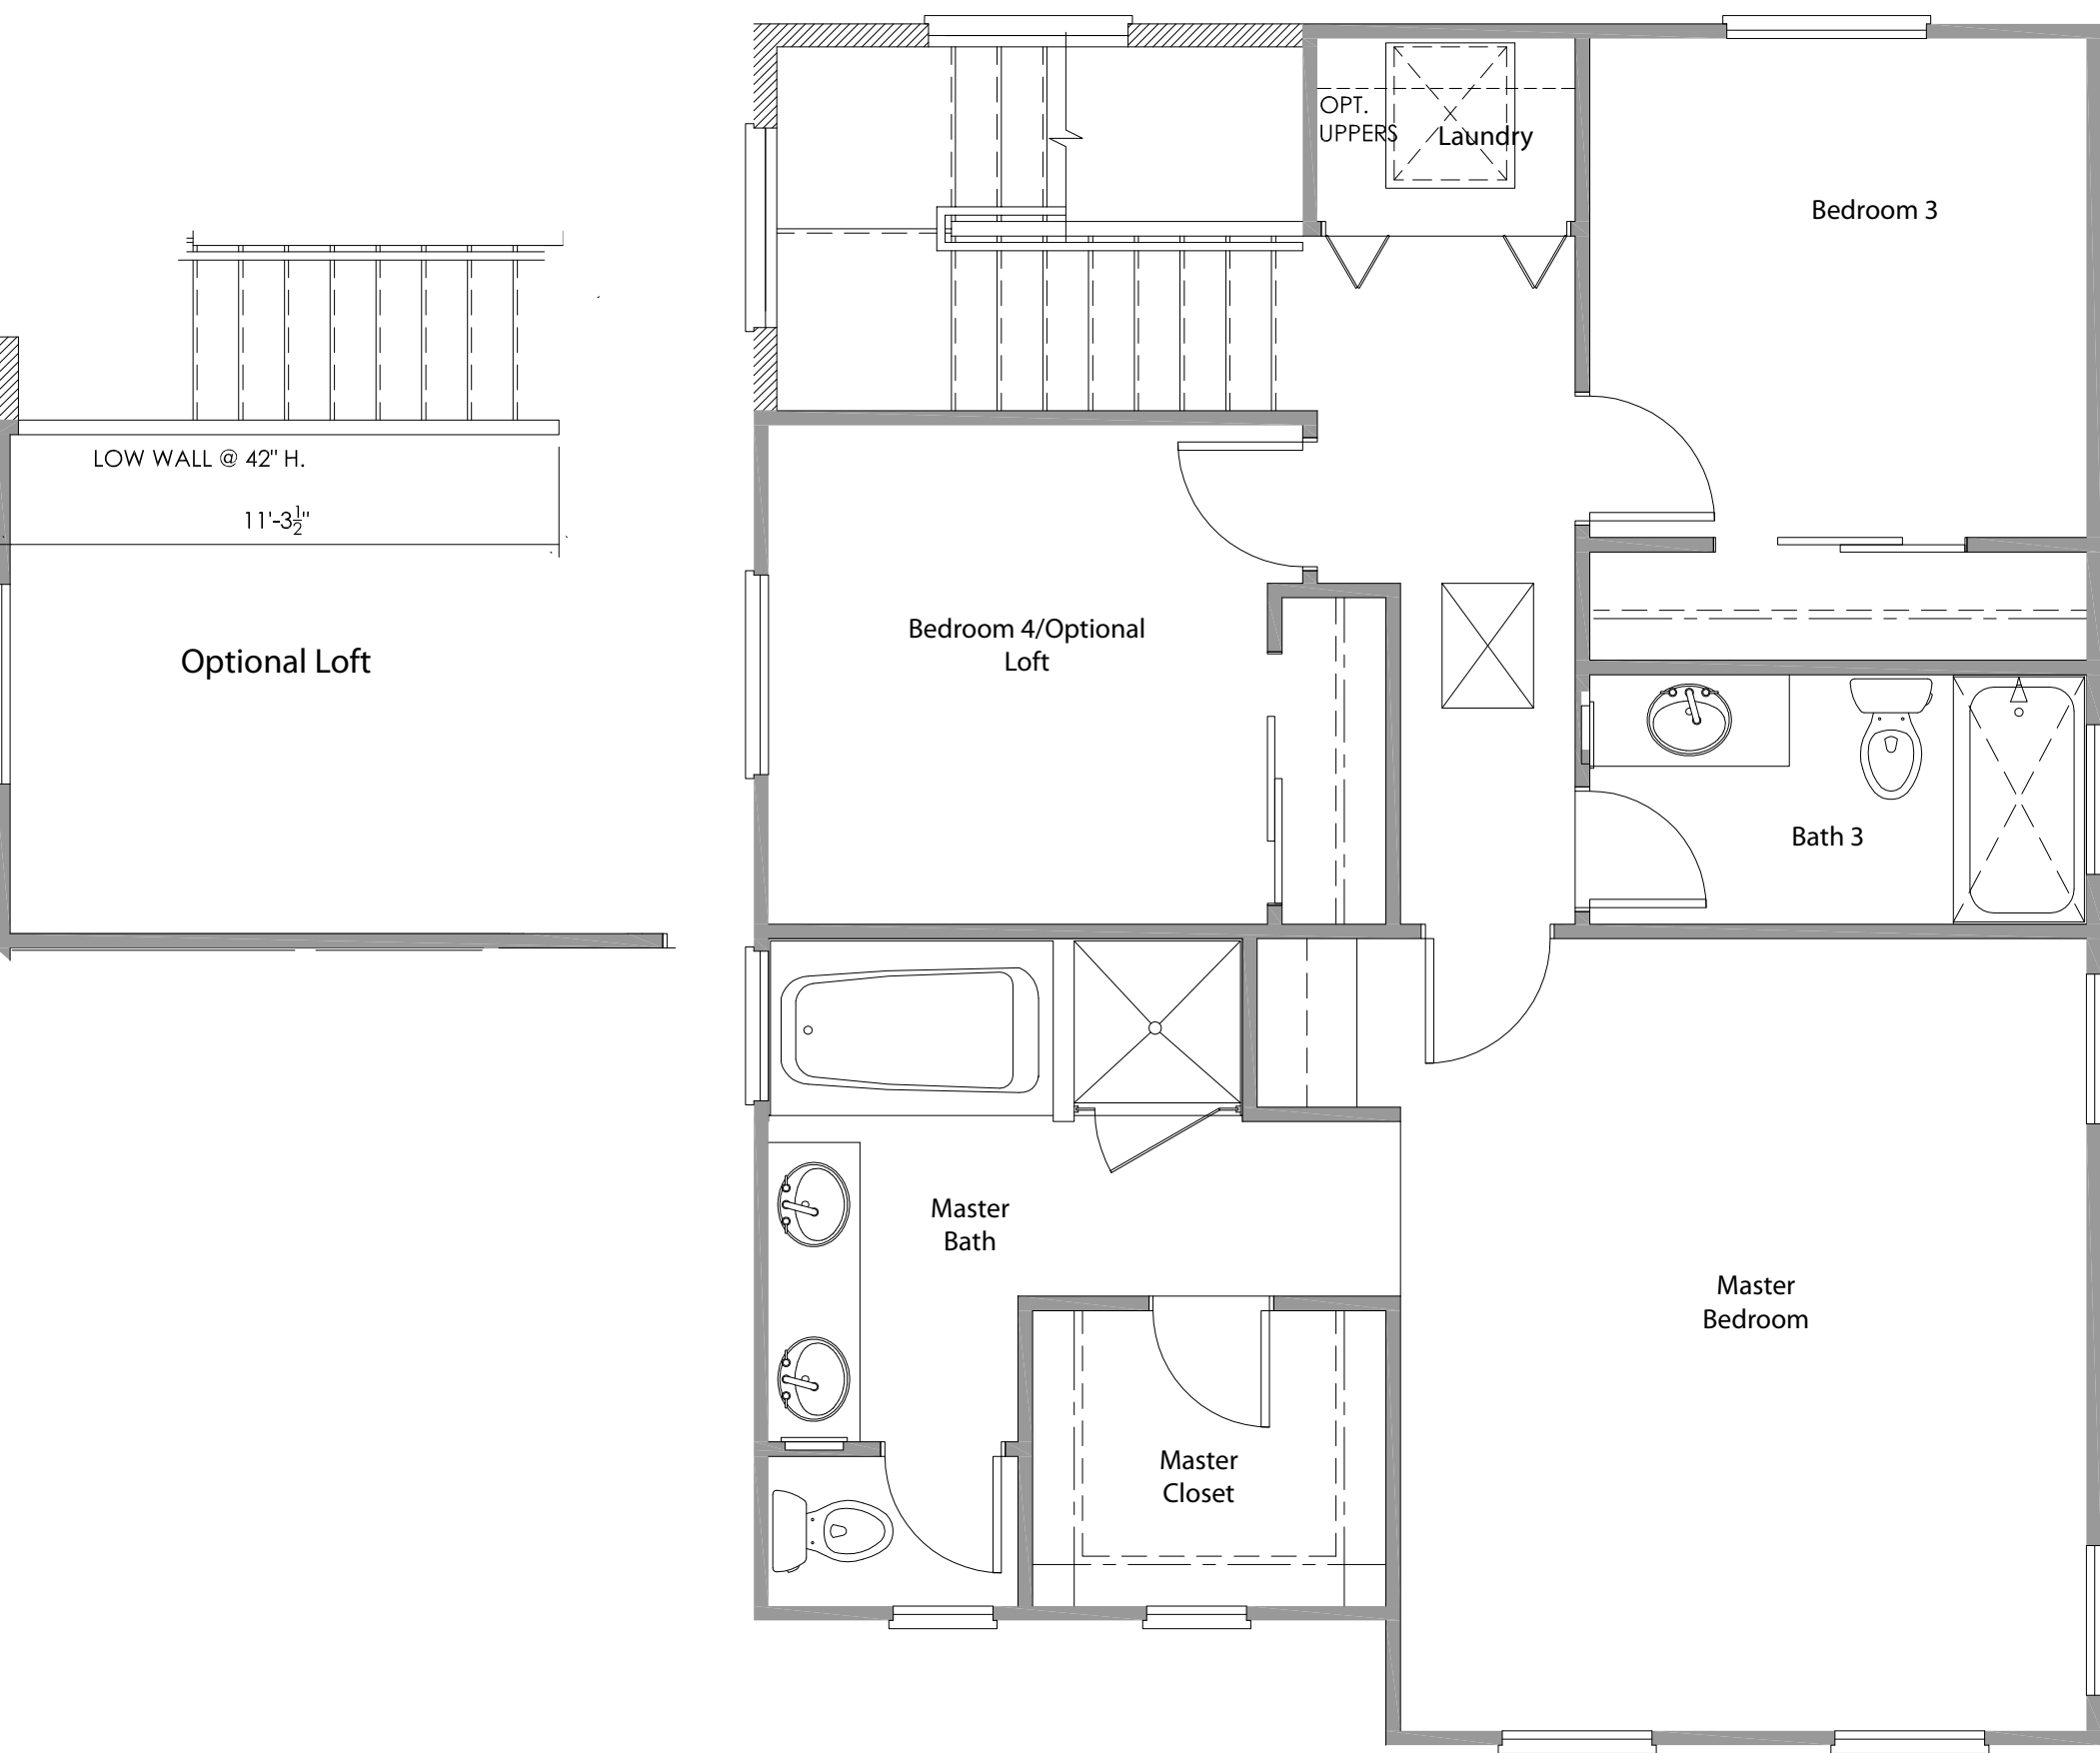 OPT.
UPPERS
Laundry
Bedroom 3
LOW WALL @ 42" H.
11'-3½"
Optional Loft
Bedroom 4/Optional
Loft
Bath 3
Master
Bath
Master
Bedroom
Master
Closet